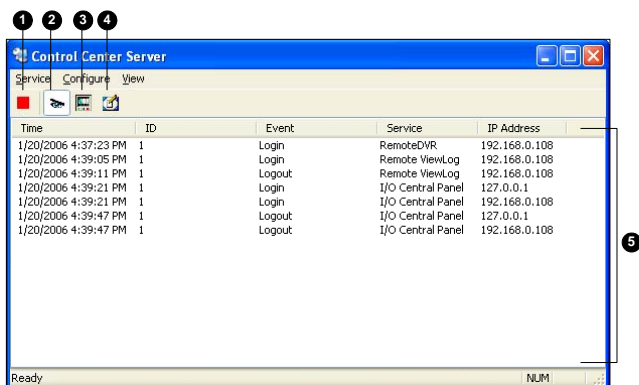 1 2 3 4
Control Center Server
Service Configure View
Time ID Event Service IP Address
1/20/2006 4:37:23 PM 1 Login RemoteDVR 192.168.0.108
1/20/2006 4:39:05 PM 1 Login Remote ViewLog 192.168.0.108
1/20/2006 4:39:11 PM 1 Logout Remote ViewLog 192.168.0.108
1/20/2006 4:39:21 PM 1 Login I/O Central Panel 127.0.0.1
1/20/2006 4:39:21 PM 1 Login I/O Central Panel 192.168.0.108
1/20/2006 4:39:47 PM 1 Logout I/O Central Panel 127.0.0.1
1/20/2006 4:39:47 PM 1 Logout I/O Central Panel 192.168.0.108
5
Ready NUM